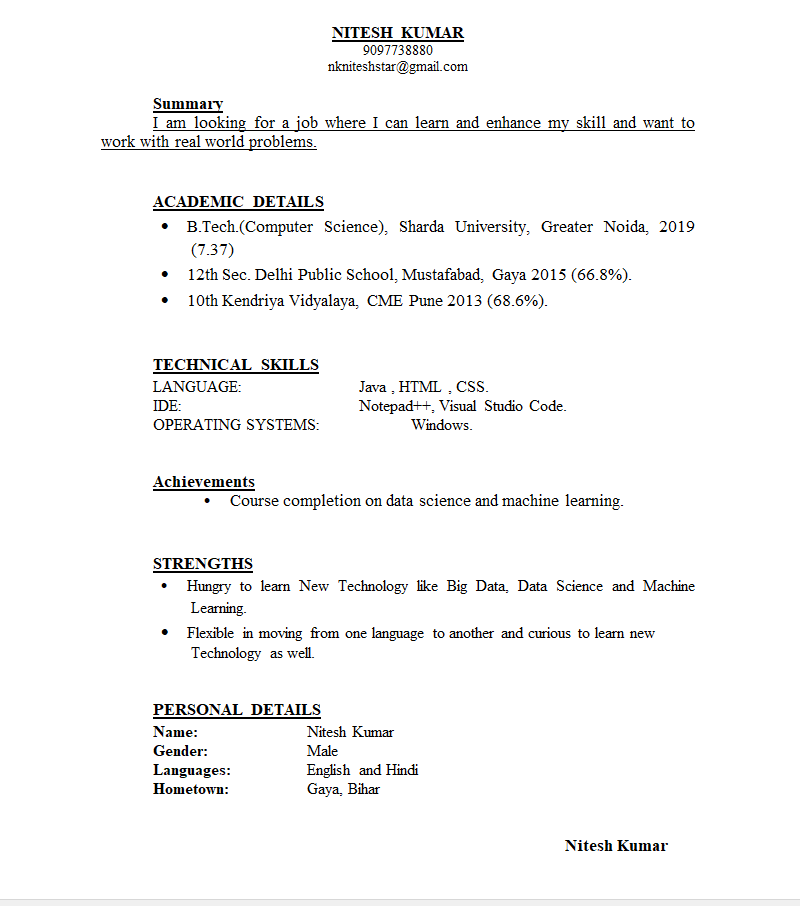 NITESH KUMAR
9097738880
nkniteshstar@gmail.com
Summary
I am looking for a job where I can learn and enhance my skill and want to
work with real world problems.
ACADEMIC DETAILS
• B.Tech.(Computer Science), Sharda University, Greater Noida, 2019
(7.37)
• 12th Sec. Delhi Public School, Mustafabad, Gaya 2015 (66.8%).
• 10th Kendriya Vidyalaya, CME Pune 2013 (68.6%).
TECHNICAL SKILLS
LANGUAGE: Java , HTML , CSS.
IDE: Notepad++, Visual Studio Code.
OPERATING SYSTEMS: Windows.
Achievements
• Course completion on data science and machine learning.
STRENGTHS
• Hungry to learn New Technology like Big Data, Data Science and Machine
Learning.
• Flexible in moving from one language to another and curious to learn new
Technology as well.
PERSONAL DETAILS
Name: Nitesh Kumar
Gender: Male
Languages: English and Hindi
Hometown: Gaya, Bihar
Nitesh Kumar